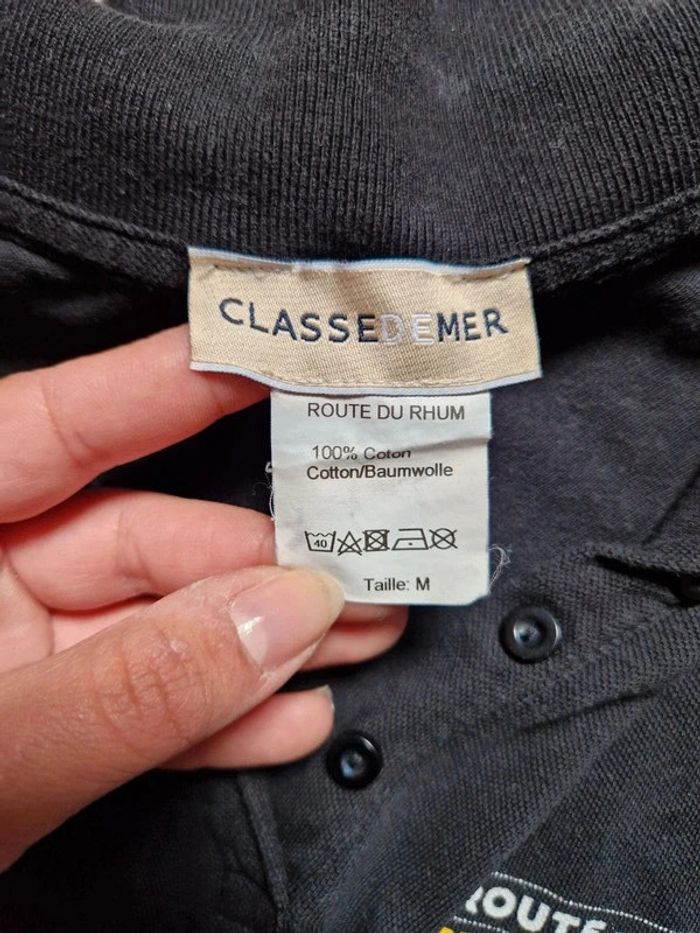 CLASSEDEMER
ROUTE DU RHUM
100% Coton
Cotton/Baumwolle
40
Taille: M
ROUTE